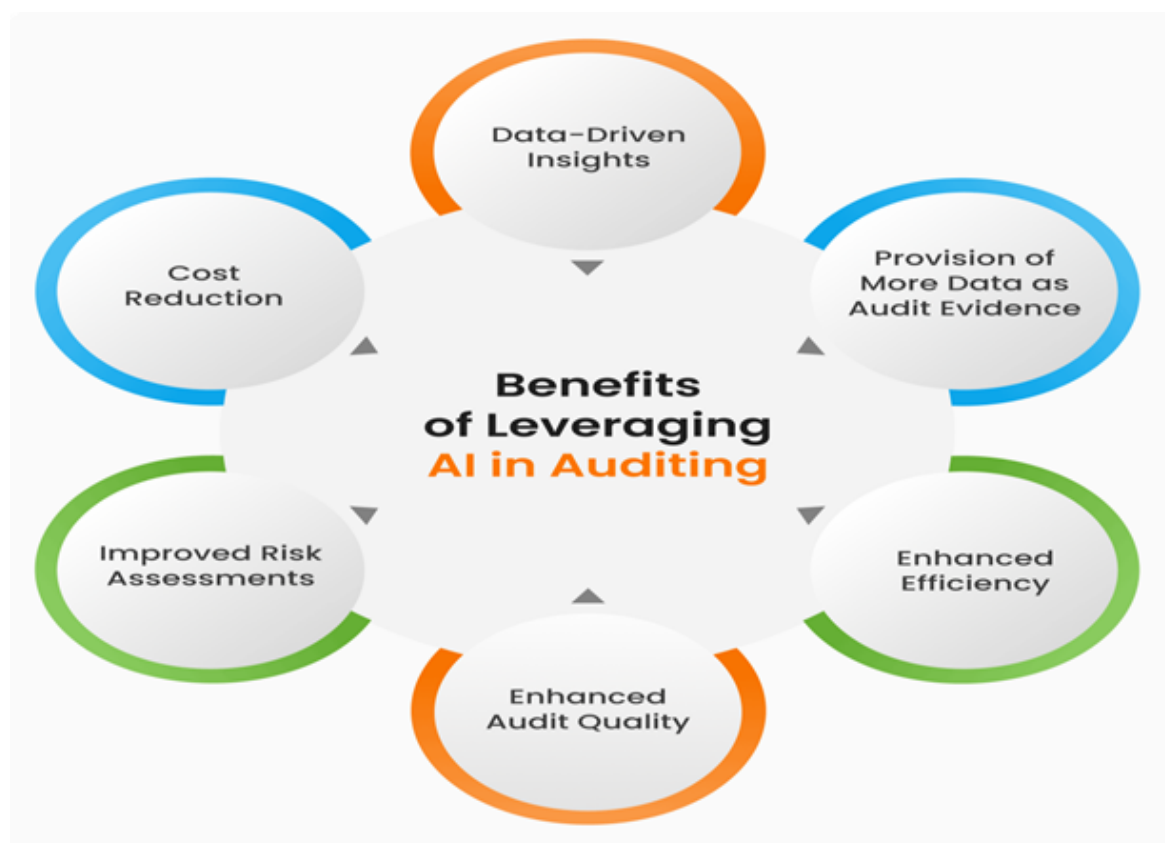 Data-Driven
Insights
Provision of
More Data as
Audit Evidence
Enhanced
Efficiency
Enhanced
Audit Quality
Improved Risk
Assessments
Cost
Reduction
Benefits
of Leveraging
AI in Auditing